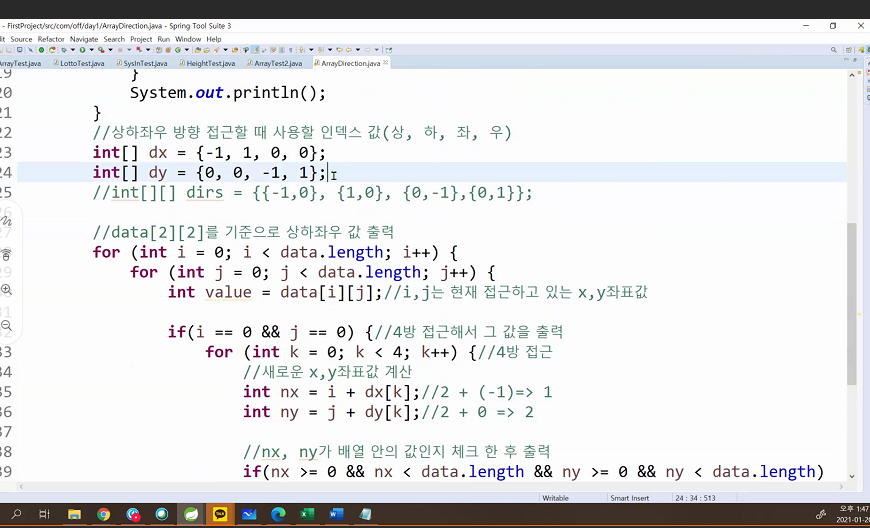 - FirstProject/src/com/off/day1/ArrayDirection.java - Spring Tool Suite 3
it Source Refactor Navigate Search Project Run Window Help
ArrayTest.java LottoTest.java SysInTest.java HeightTest.java ArrayTest2.java ArrayDirection.java
19 }
20 System.out.println();
21 }
22 //상하좌우 방향 접근할 때 사용할 인덱스 값(상, 하, 좌, 우)
23 int[] dx = {-1, 1, 0, 0};
24 int[] dy = {0, 0, -1, 1};
25 //int[][] dirs = {{-1,0}, {1,0}, {0,-1},{0,1}};
//data[2][2]를 기준으로 상하좌우 값 출력
for (int i = 0; i < data.length; i++) {
for (int j = 0; j < data.length; j++) {
int value = data[i][j];//i,j는 현재 접근하고 있는 x,y좌표값
if(i == 0 && j == 0) {//4방 접근해서 그 값을 출력
33 for (int k = 0; k < 4; k++) {//4방 접근
34 //새로운 x,y좌표값 계산
35 int nx = i + dx[k];//2 + (-1)=> 1
36 int ny = j + dy[k];//2 + 0 => 2
37
38 //nx, ny가 배열 안의 값인지 체크 한 후 출력
39 if(nx >= 0 && nx < data.length && ny >= 0 && ny < data.length)
Writable Smart Insert 24 : 34 : 513
오후 1:47